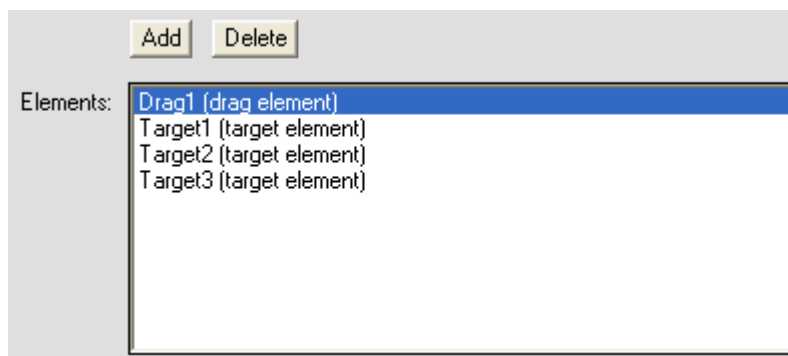 Add Delete
Elements:
Drag1 (drag element)
Target1 (target element)
Target2 (target element)
Target3 (target element)